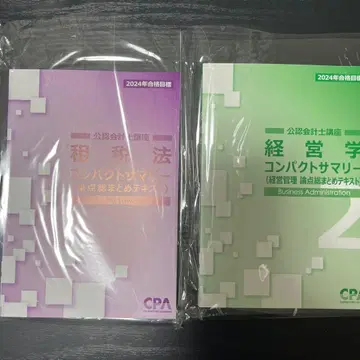 2024年合格目標
公認会計士講座
租税法
コンパクトサマリー
CPA
2024年合格目標
公認会計士講座
経営学
コンパクトサマリー
(経営管理 論点総まとめテキスト)
Business Administration
2
CPA